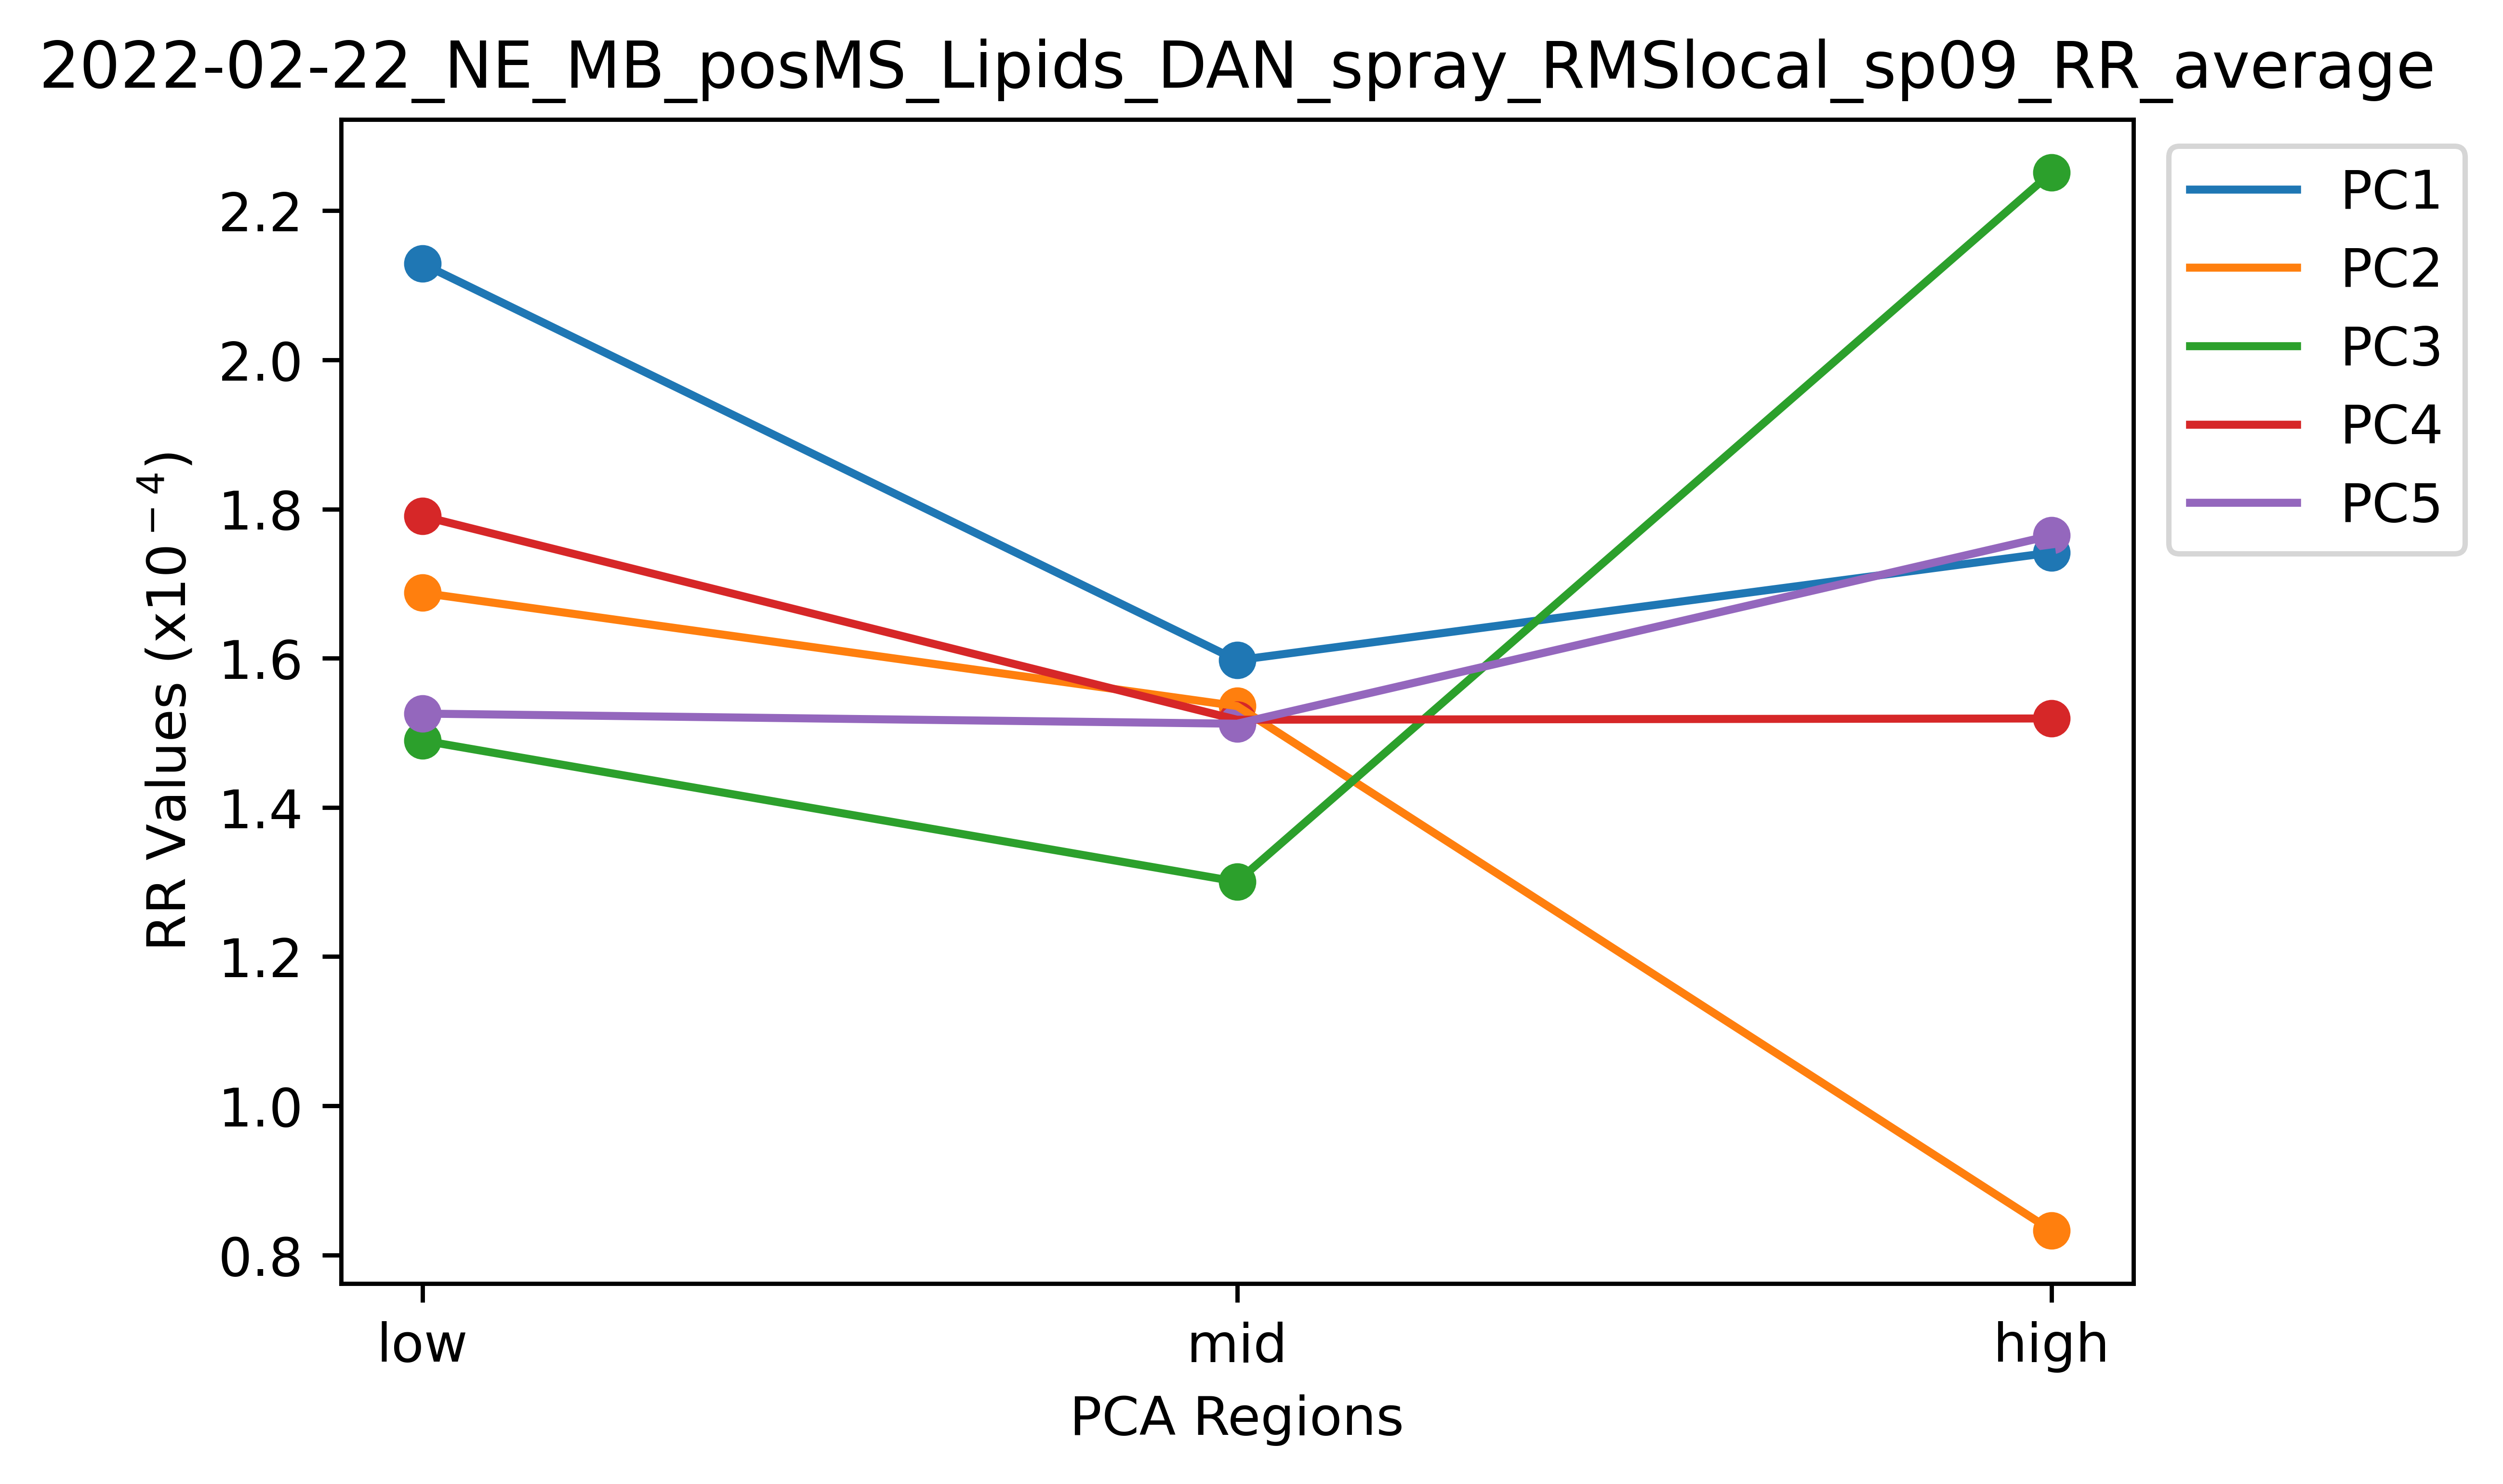 2022-02-22_NE_MB_posMS_Lipids_DAN_spray_RMSlocal_sp09_RR_average
RR Values (x10⁻⁴)
2.2
2.0
1.8
1.6
1.4
1.2
1.0
0.8
low
mid
high
PCA Regions
PC1
PC2
PC3
PC4
PC5